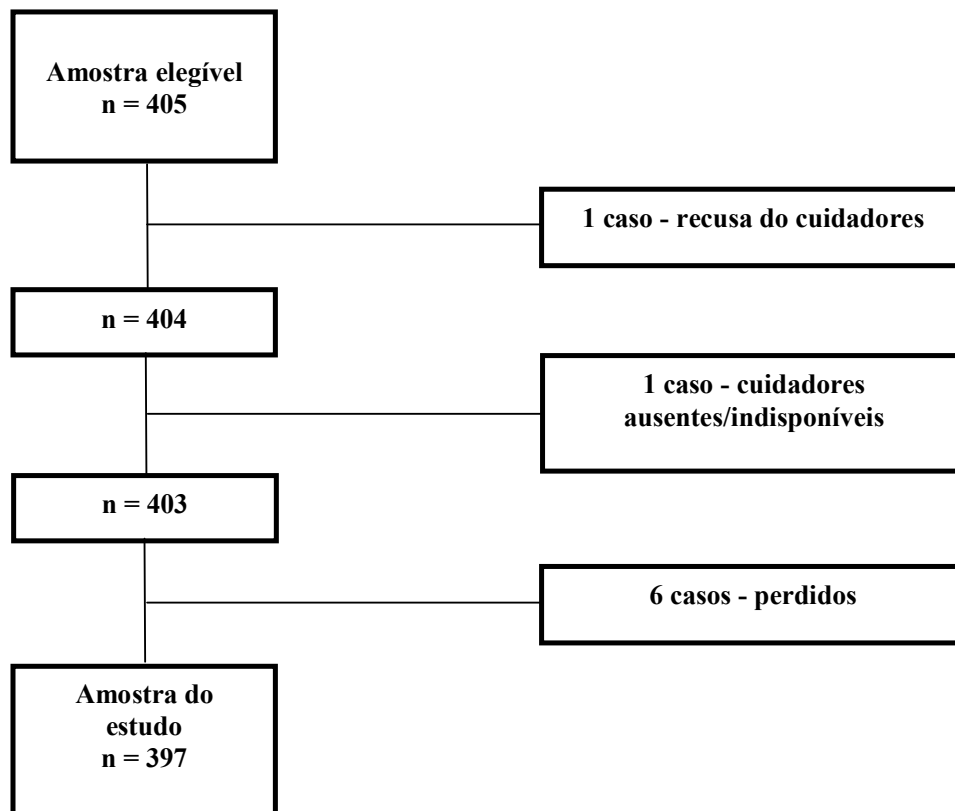 Amostra elegível
n = 405
1 caso - recusa do cuidadores
n = 404
1 caso - cuidadores
ausentes/indisponíveis
n = 403
6 casos - perdidos
Amostra do
estudo
n = 397